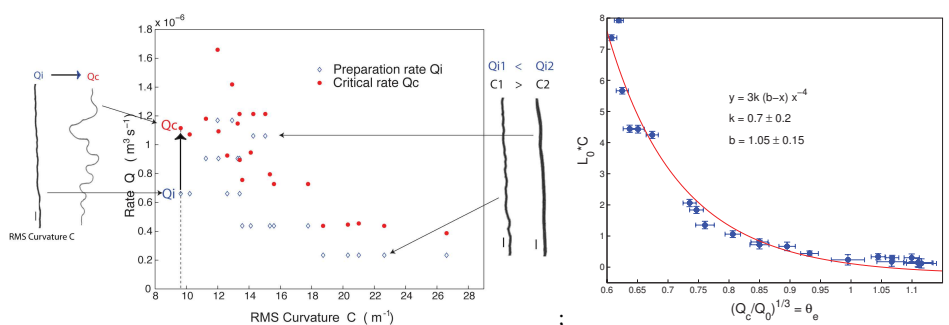 × 10⁻⁶
1.8
1.6
1.4
1.2
1
0.8
0.6
0.4
0.2
0
Rate Q ( m³ s⁻¹)
8 10 12 14 16 18 20 22 24 26 28
RMS Curvature C ( m⁻¹)
◊ Preparation rate Qi
• Critical rate Qc
Qi Qc
Qc
Qi
RMS Curvature C
Qi1 < Qi2
C1 > C2
:
8
7
6
5
4
3
2
1
0
L₀*C
y = 3k (b−x) x⁻⁴
k = 0.7 ± 0.2
b = 1.05 ± 0.15
0.6 0.65 0.7 0.75 0.8 0.85 0.9 0.95 1 1.05 1.1
(Q_c/Q₀)^1/3 = θ_e